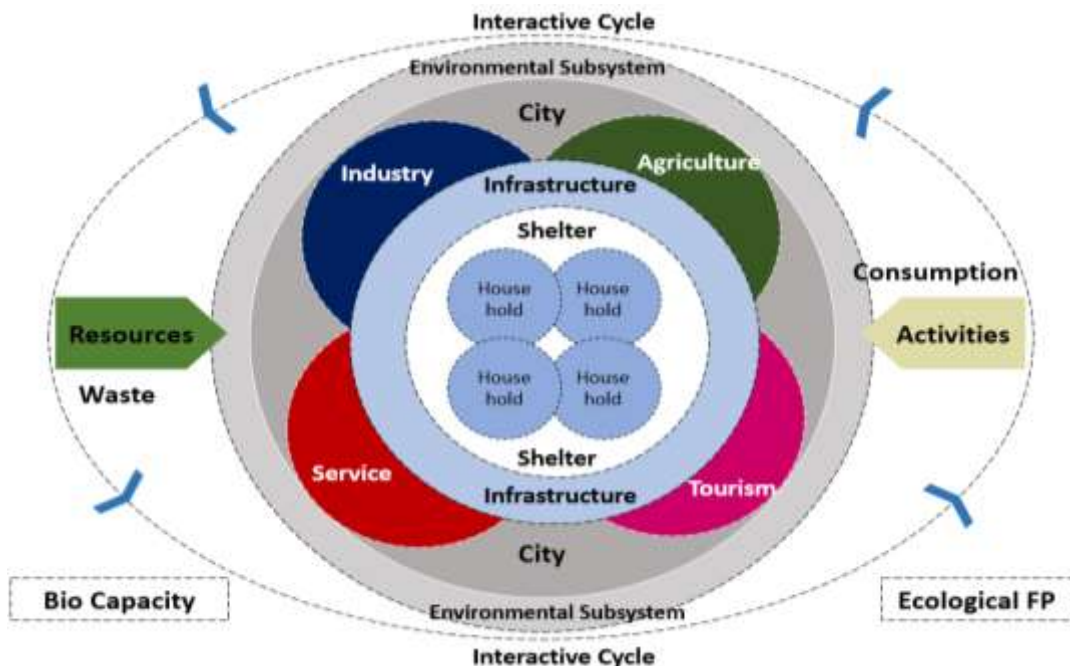 Interactive Cycle
Environmental Subsystem
City
Industry
Agriculture
Infrastructure
Shelter
House
hold
House
hold
Consumption
Resources
Activities
Waste
House
hold
House
hold
Shelter
Service
Tourism
Infrastructure
City
Bio Capacity
Ecological FP
Environmental Subsystem
Interactive Cycle